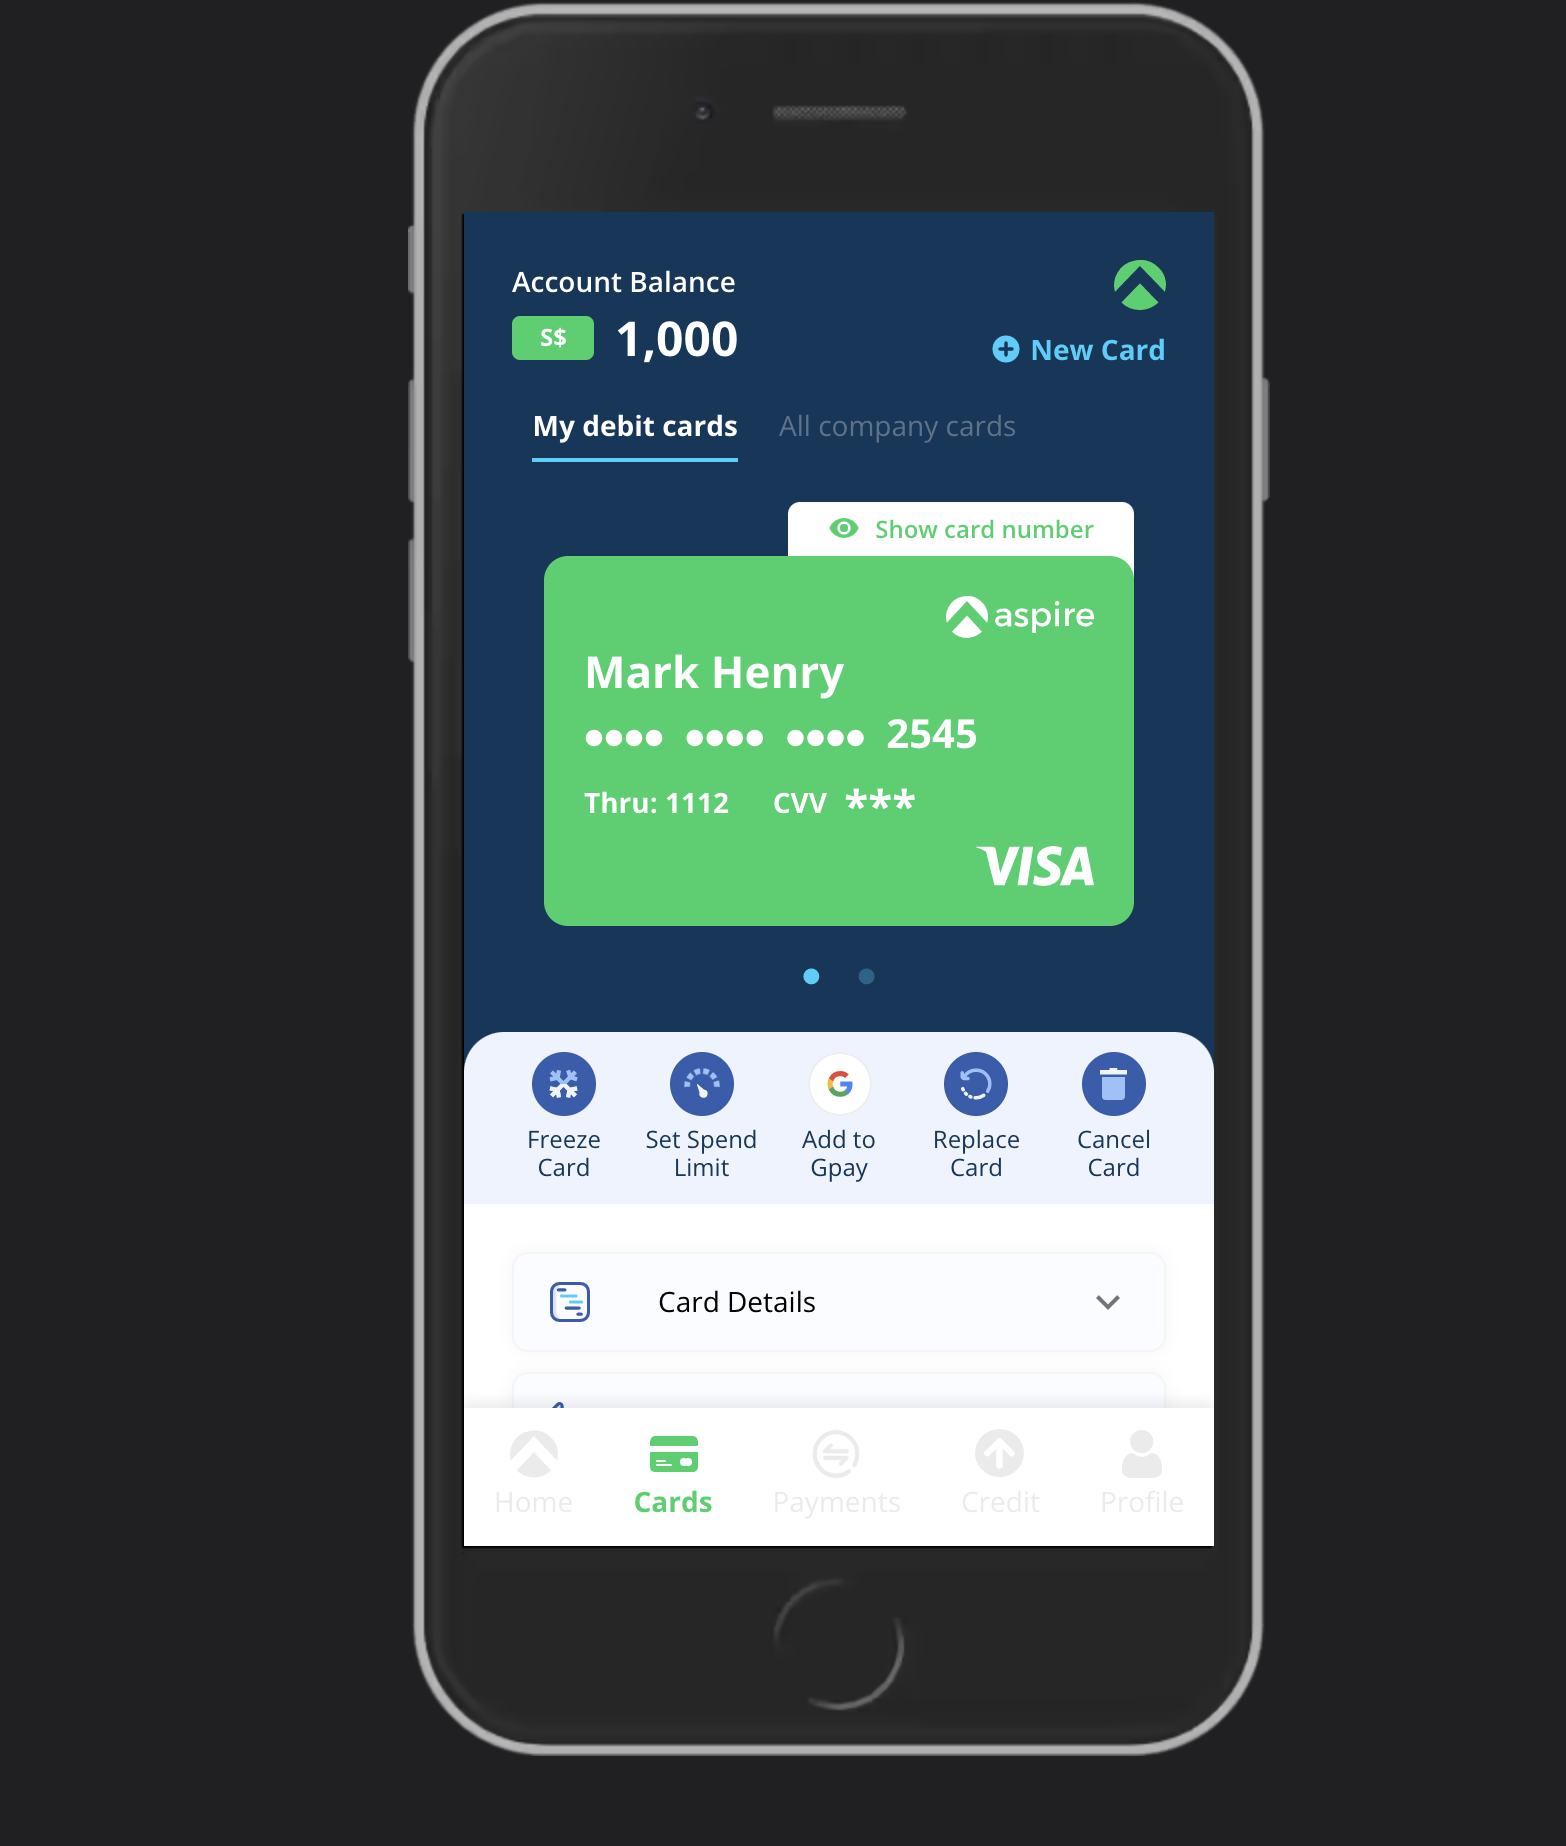 Account Balance
S$ 1,000
New Card
My debit cards All company cards
Show card number
aspire
Mark Henry
●●●● ●●●● ●●●● 2545
Thru: 1112 CVV ***
VISA
Freeze Card
Set Spend Limit
Add to Gpay
Replace Card
Cancel Card
Card Details
Home Cards Payments Credit Profile